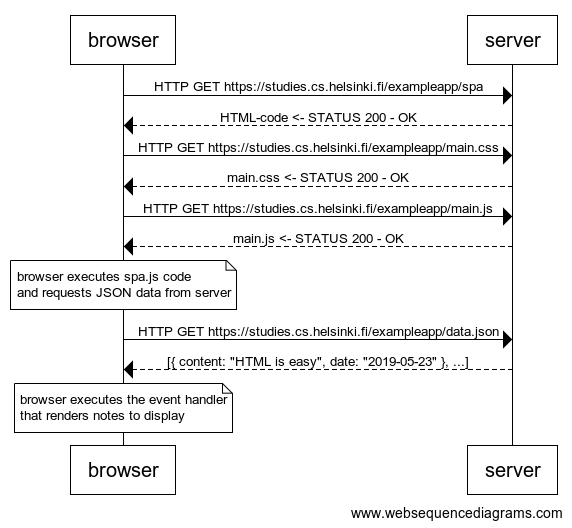 browser
server
HTTP GET https://studies.cs.helsinki.fi/exampleapp/spa
HTML-code <- STATUS 200 - OK
HTTP GET https://studies.cs.helsinki.fi/exampleapp/main.css
main.css <- STATUS 200 - OK
HTTP GET https://studies.cs.helsinki.fi/exampleapp/main.js
main.js <- STATUS 200 - OK
browser executes spa.js code
and requests JSON data from server
HTTP GET https://studies.cs.helsinki.fi/exampleapp/data.json
[{ content: "HTML is easy", date: "2019-05-23" }, ...]
browser executes the event handler
that renders notes to display
browser
server
www.websequencediagrams.com